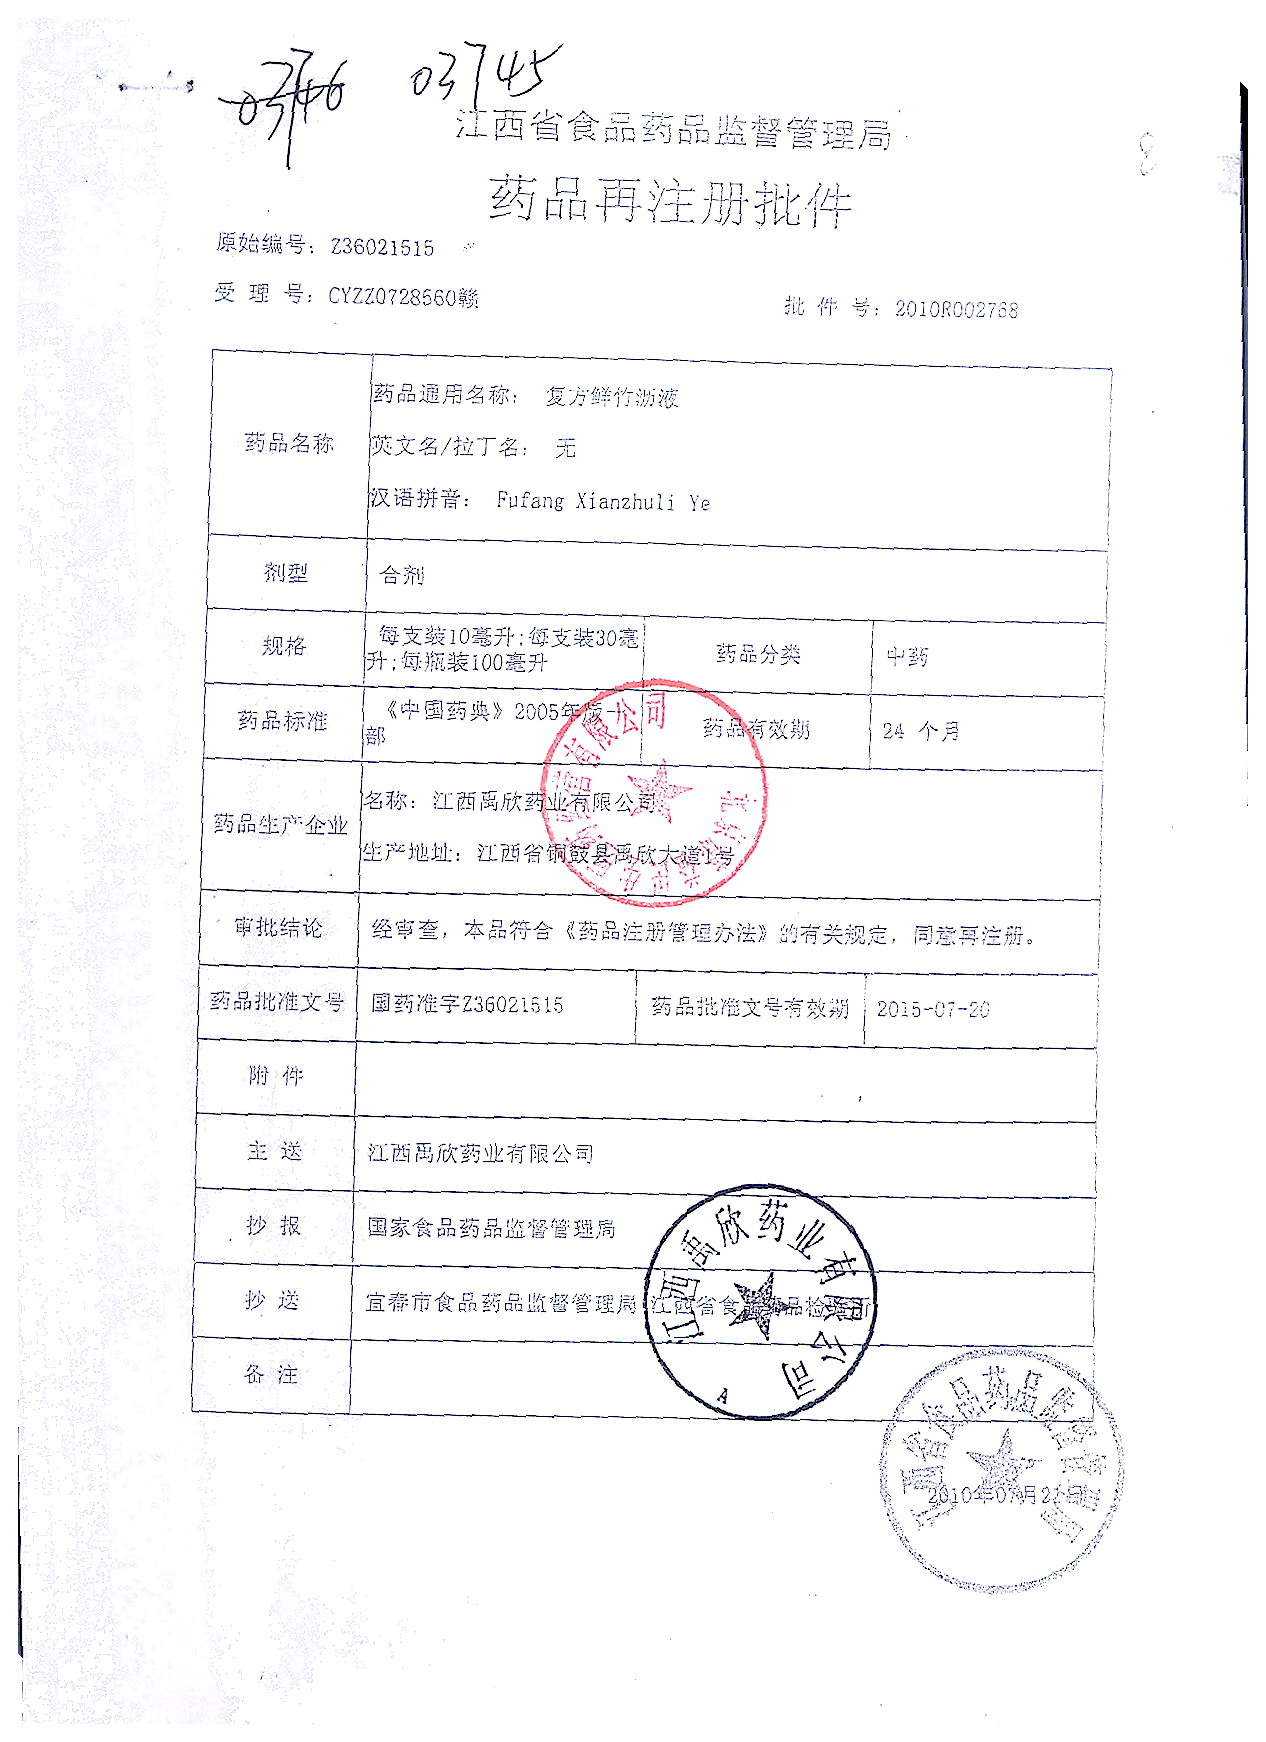 03746 03745
江西省食品药品监督管理局
药品再注册批件
原始编号：Z36021515
受 理 号：CYZZ0728560赣
批 件 号：2010R002768
药品名称
药品通用名称： 复方鲜竹沥液
英文名/拉丁名： 无
汉语拼音： Fufang Xianzhuli Ye
剂型 合剂
规格 每支装10毫升;每支装30毫
升;每瓶装100毫升
药品分类 中药
药品标准 《中国药典》2005年版一
部
药品有效期 24 个月
药品生产企业
名称：江西禹欣药业有限公司
生产地址：江西省铜鼓县禹欣大道1号
审批结论 经审查，本品符合《药品注册管理办法》的有关规定，同意再注册。
药品批准文号 国药准字Z36021515 药品批准文号有效期 2015-07-20
附 件
主 送 江西禹欣药业有限公司
抄 报 国家食品药品监督管理局
抄 送 宜春市食品药品监督管理局 江西省食品药品检验所
备 注
江西禹欣药业有限公司
A
江西省食品药品监督管理局
2010年07月21日